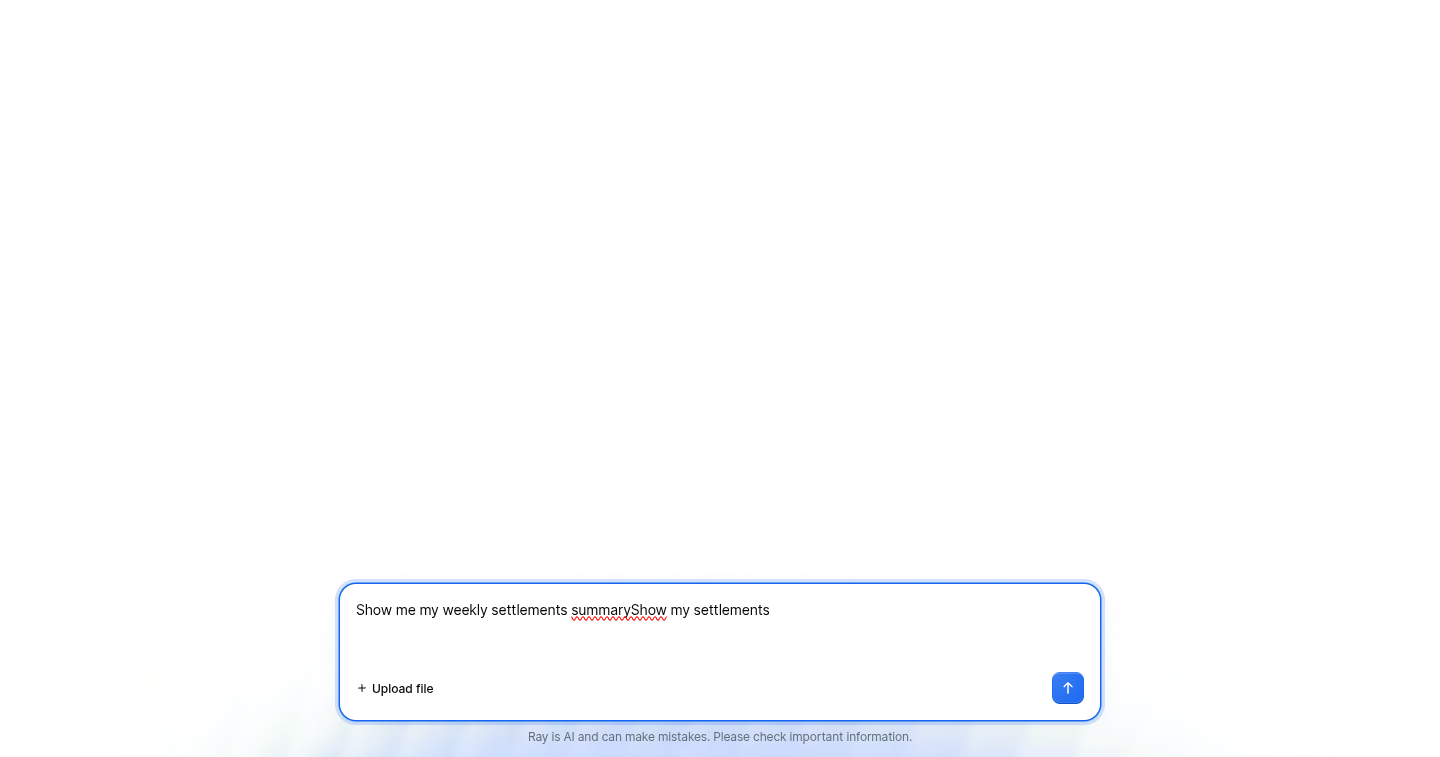 Show me my weekly settlements summaryShow my settlements
+ Upload file
Ray is AI and can make mistakes. Please check important information.